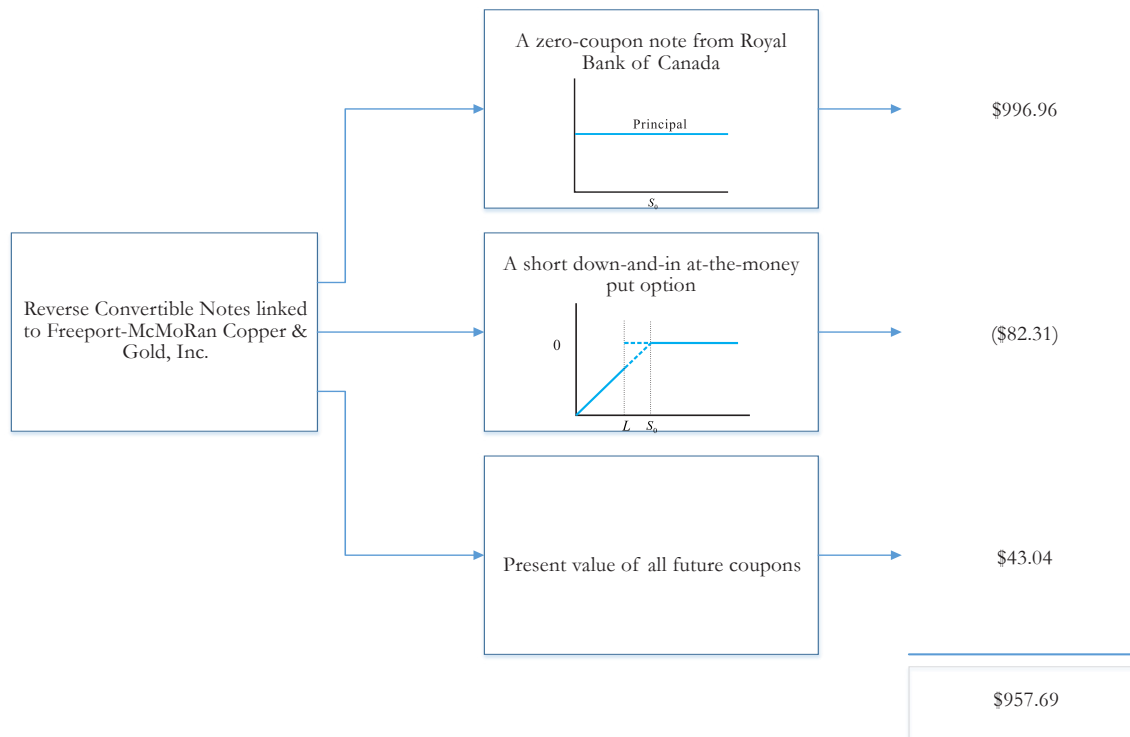 A zero-coupon note from Royal
Bank of Canada
Principal
S₀
$996.96
Reverse Convertible Notes linked
to Freeport-McMoRan Copper &
Gold, Inc.
A short down-and-in at-the-money
put option
0
L S₀
($82.31)
Present value of all future coupons
$43.04
$957.69